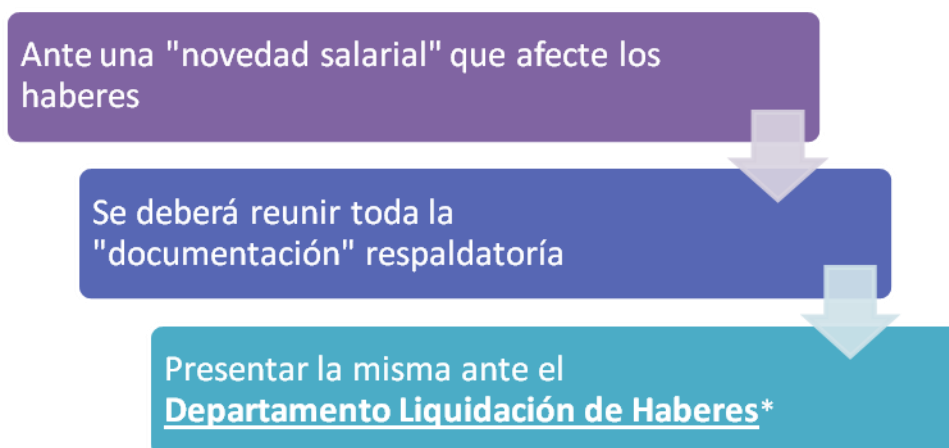 Ante una "novedad salarial" que afecte los
haberes
Se deberá reunir toda la
"documentación" respaldatoría
Presentar la misma ante el
Departamento Liquidación de Haberes*